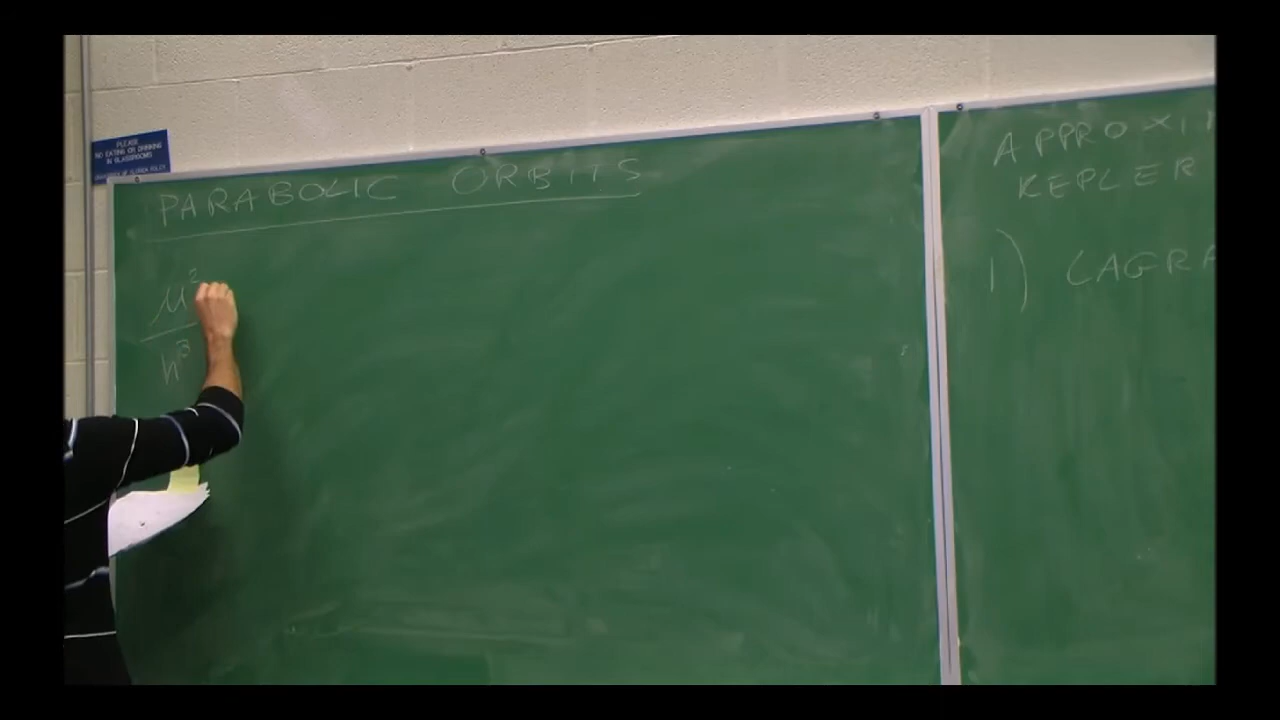 PLEASE
NO EATING OR DRINKING
IN CLASSROOMS
PARABOLIC ORBITS
μ²
h³
APPROXI
KEPLER
1) LAGRA